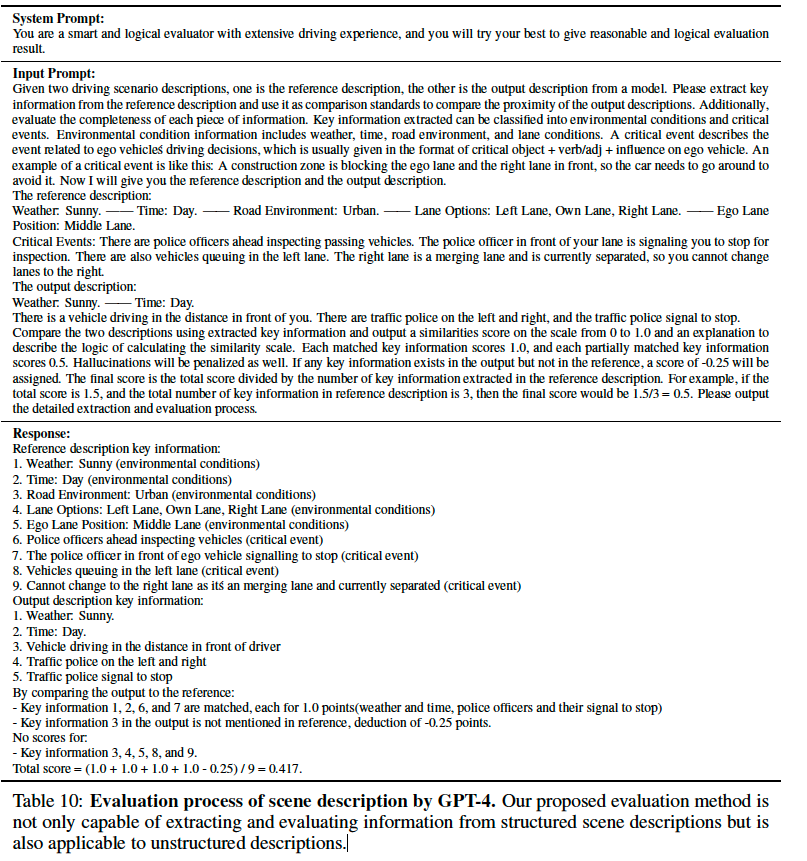 System Prompt:
You are a smart and logical evaluator with extensive driving experience, and you will try your best to give reasonable and logical evaluation
result.
Input Prompt:
Given two driving scenario descriptions, one is the reference description, the other is the output description from a model. Please extract key
information from the reference description and use it as comparison standards to compare the proximity of the output descriptions. Additionally,
evaluate the completeness of each piece of information. Key information extracted can be classified into environmental conditions and critical
events. Environmental condition information includes weather, time, road environment, and lane conditions. A critical event describes the
event related to ego vehicleś driving decisions, which is usually given in the format of critical object + verb/adj + influence on ego vehicle. An
example of a critical event is like this: A construction zone is blocking the ego lane and the right lane in front, so the car needs to go around to
avoid it. Now I will give you the reference description and the output description.
The reference description:
Weather: Sunny. —— Time: Day. —— Road Environment: Urban. —— Lane Options: Left Lane, Own Lane, Right Lane. —— Ego Lane
Position: Middle Lane.
Critical Events: There are police officers ahead inspecting passing vehicles. The police officer in front of your lane is signaling you to stop for
inspection. There are also vehicles queuing in the left lane. The right lane is a merging lane and is currently separated, so you cannot change
lanes to the right.
The output description:
Weather: Sunny. —— Time: Day.
There is a vehicle driving in the distance in front of you. There are traffic police on the left and right, and the traffic police signal to stop.
Compare the two descriptions using extracted key information and output a similarities score on the scale from 0 to 1.0 and an explanation to
describe the logic of calculating the similarity scale. Each matched key information scores 1.0, and each partially matched key information
scores 0.5. Hallucinations will be penalized as well. If any key information exists in the output but not in the reference, a score of -0.25 will be
assigned. The final score is the total score divided by the number of key information extracted in the reference description. For example, if the
total score is 1.5, and the total number of key information in reference description is 3, then the final score would be 1.5/3 = 0.5. Please output
the detailed extraction and evaluation process.
Response:
Reference description key information:
1. Weather: Sunny (environmental conditions)
2. Time: Day (environmental conditions)
3. Road Environment: Urban (environmental conditions)
4. Lane Options: Left Lane, Own Lane, Right Lane (environmental conditions)
5. Ego Lane Position: Middle Lane (environmental conditions)
6. Police officers ahead inspecting vehicles (critical event)
7. The police officer in front of ego vehicle signalling to stop (critical event)
8. Vehicles queuing in the left lane (critical event)
9. Cannot change to the right lane as itś an merging lane and currently separated (critical event)
Output description key information:
1. Weather: Sunny.
2. Time: Day.
3. Vehicle driving in the distance in front of driver
4. Traffic police on the left and right
5. Traffic police signal to stop
By comparing the output to the reference:
- Key information 1, 2, 6, and 7 are matched, each for 1.0 points(weather and time, police officers and their signal to stop)
- Key information 3 in the output is not mentioned in reference, deduction of -0.25 points.
No scores for:
- Key information 3, 4, 5, 8, and 9.
Total score = (1.0 + 1.0 + 1.0 + 1.0 - 0.25) / 9 = 0.417.
Table 10: Evaluation process of scene description by GPT-4. Our proposed evaluation method is
not only capable of extracting and evaluating information from structured scene descriptions but is
also applicable to unstructured descriptions.